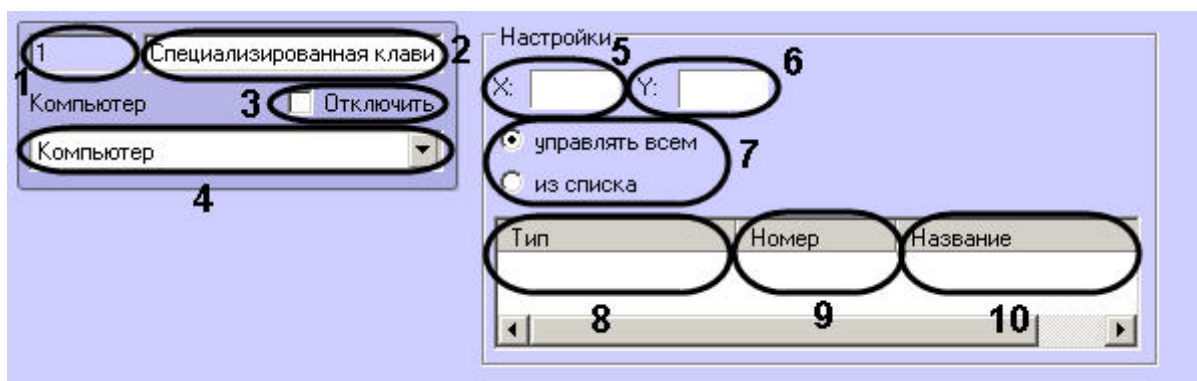 1 Специализированная клави 2
1
Компьютер 3 Отключить
Компьютер
4
Настройки
5
6
X: Y:
управлять всем
7
из списка
Тип Номер Название
8 9 10